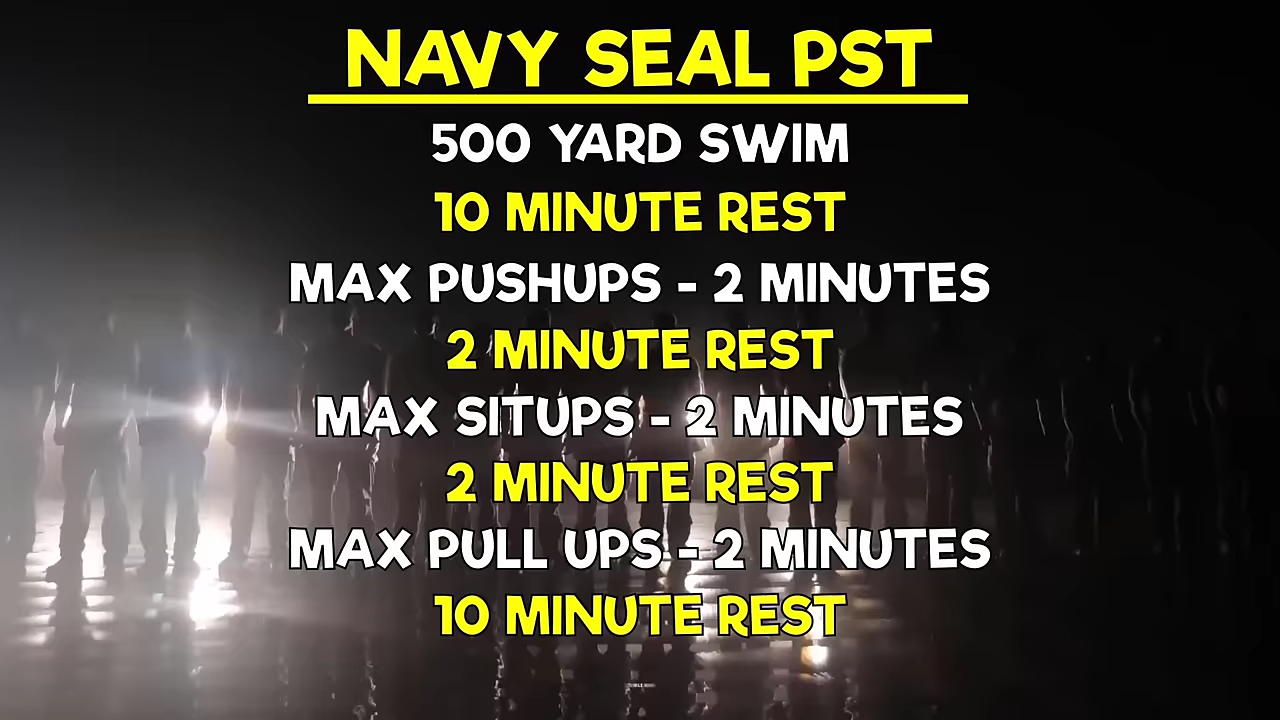 NAVY SEAL PST
500 YARD SWIM
10 MINUTE REST
MAX PUSHUPS - 2 MINUTES
2 MINUTE REST
MAX SITUPS - 2 MINUTES
2 MINUTE REST
MAX PULL UPS - 2 MINUTES
10 MINUTE REST